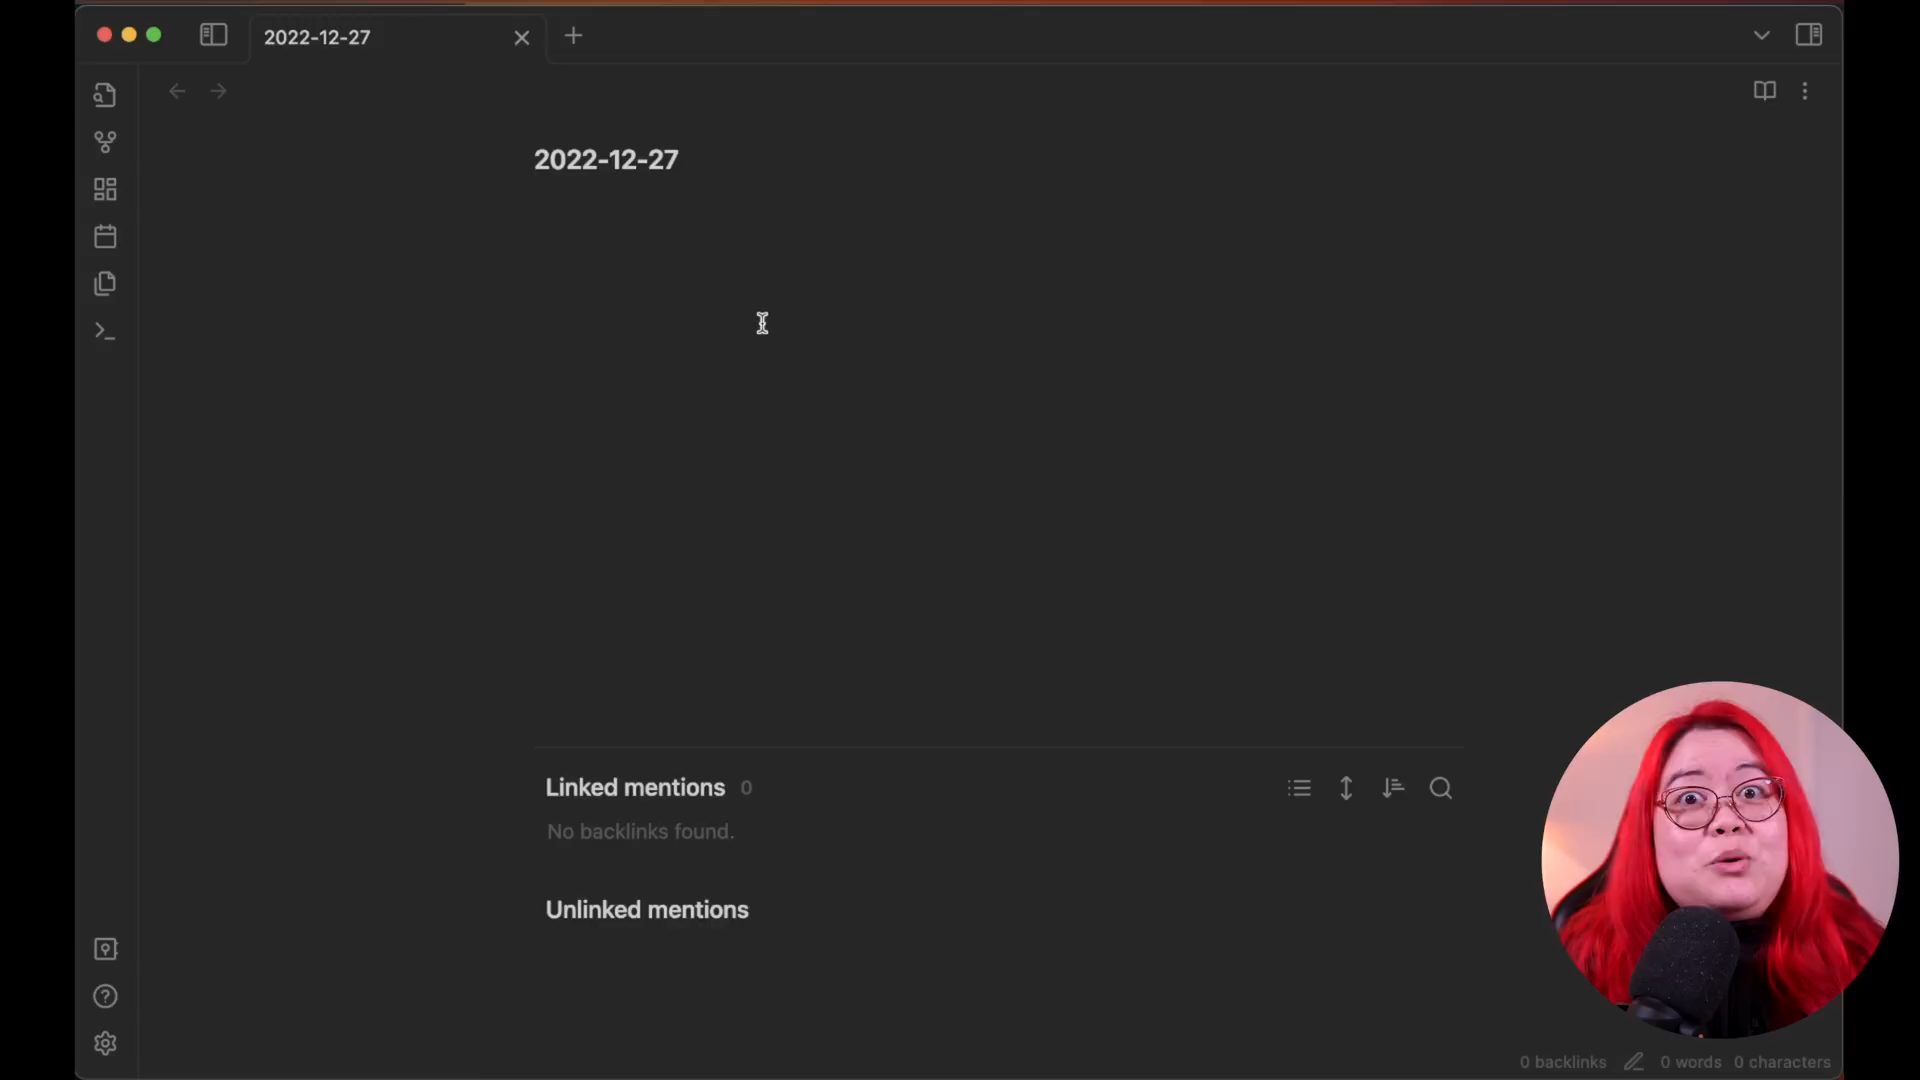 2022-12-27
2022-12-27
Linked mentions 0
No backlinks found.
Unlinked mentions
0 backlinks 0 words 0 characters